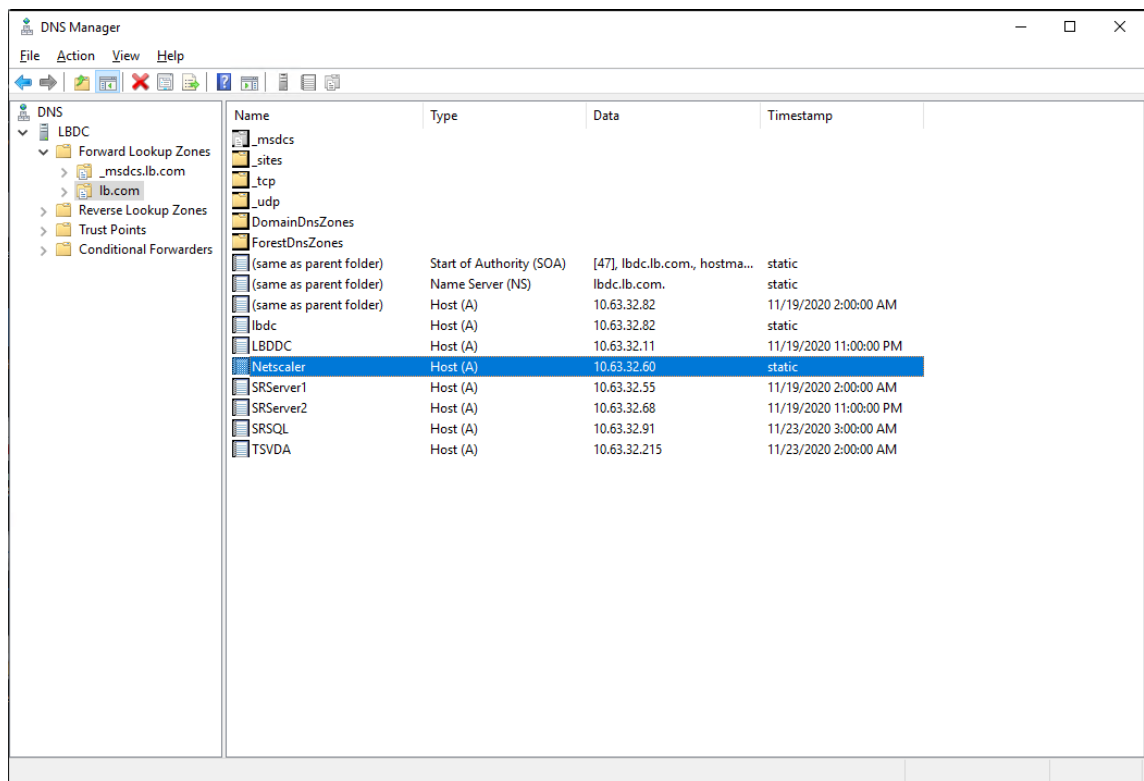 DNS Manager
File Action View Help
DNS
LBDC
Forward Lookup Zones
_msdcs.lb.com
lb.com
Reverse Lookup Zones
Trust Points
Conditional Forwarders
Name Type Data Timestamp
_msdcs
_sites
_tcp
_udp
DomainDnsZones
ForestDnsZones
(same as parent folder) Start of Authority (SOA) [47], lbdc.lb.com., hostma... static
(same as parent folder) Name Server (NS) lbdc.lb.com. static
(same as parent folder) Host (A) 10.63.32.82 11/19/2020 2:00:00 AM
lbdc Host (A) 10.63.32.82 static
LBDDC Host (A) 10.63.32.11 11/19/2020 11:00:00 PM
Netscaler Host (A) 10.63.32.60 static
SRServer1 Host (A) 10.63.32.55 11/19/2020 2:00:00 AM
SRServer2 Host (A) 10.63.32.68 11/19/2020 11:00:00 PM
SRSQL Host (A) 10.63.32.91 11/23/2020 3:00:00 AM
TSVDA Host (A) 10.63.32.215 11/23/2020 2:00:00 AM